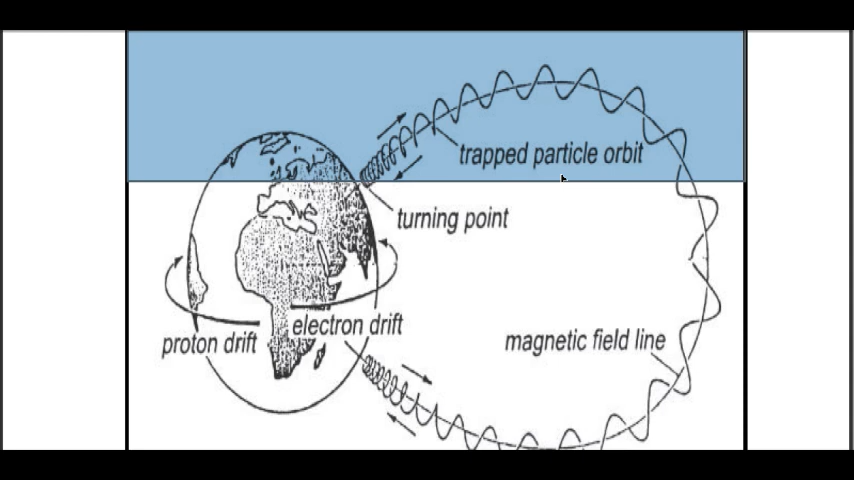 trapped particle orbit
turning point
electron drift
proton drift
magnetic field line